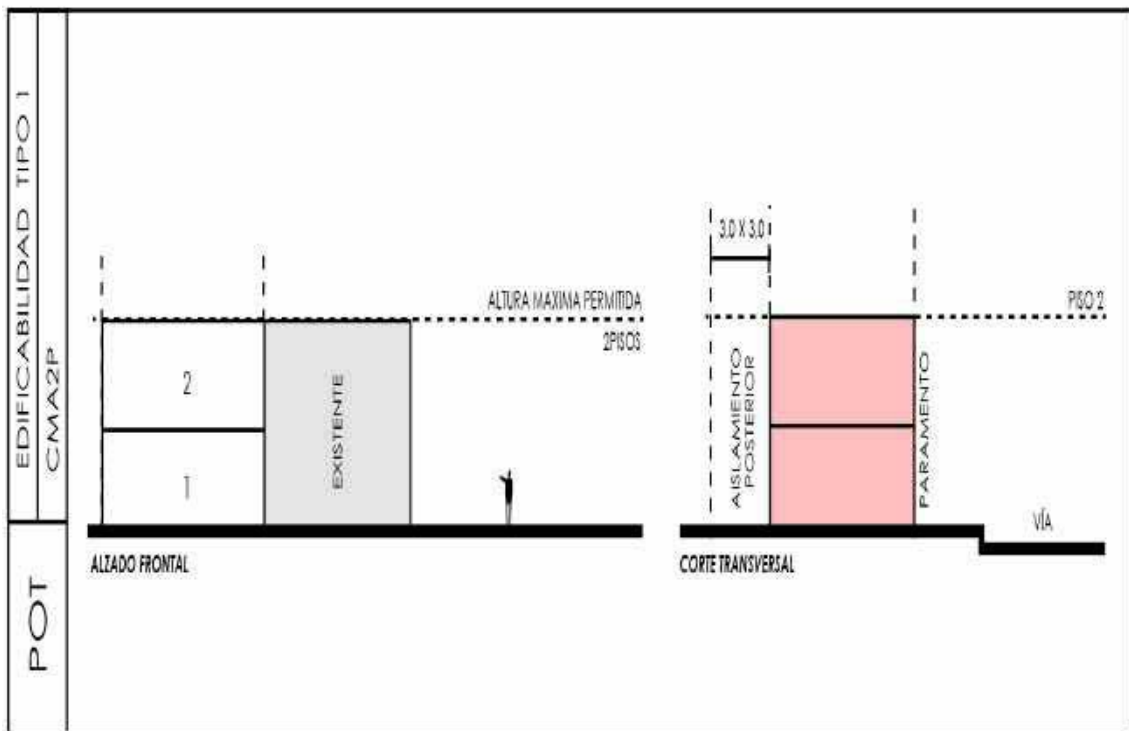 EDIFICABILIDAD TIPO 1
CMA2P
POT
ALTURA MAXIMA PERMITIDA
2PISOS
2
1
EXISTENTE
ALZADO FRONTAL
3,0 X 3,0
PISO 2
AISLAMIENTO
POSTERIOR
PARAMENTO
VÍA
CORTE TRANSVERSAL